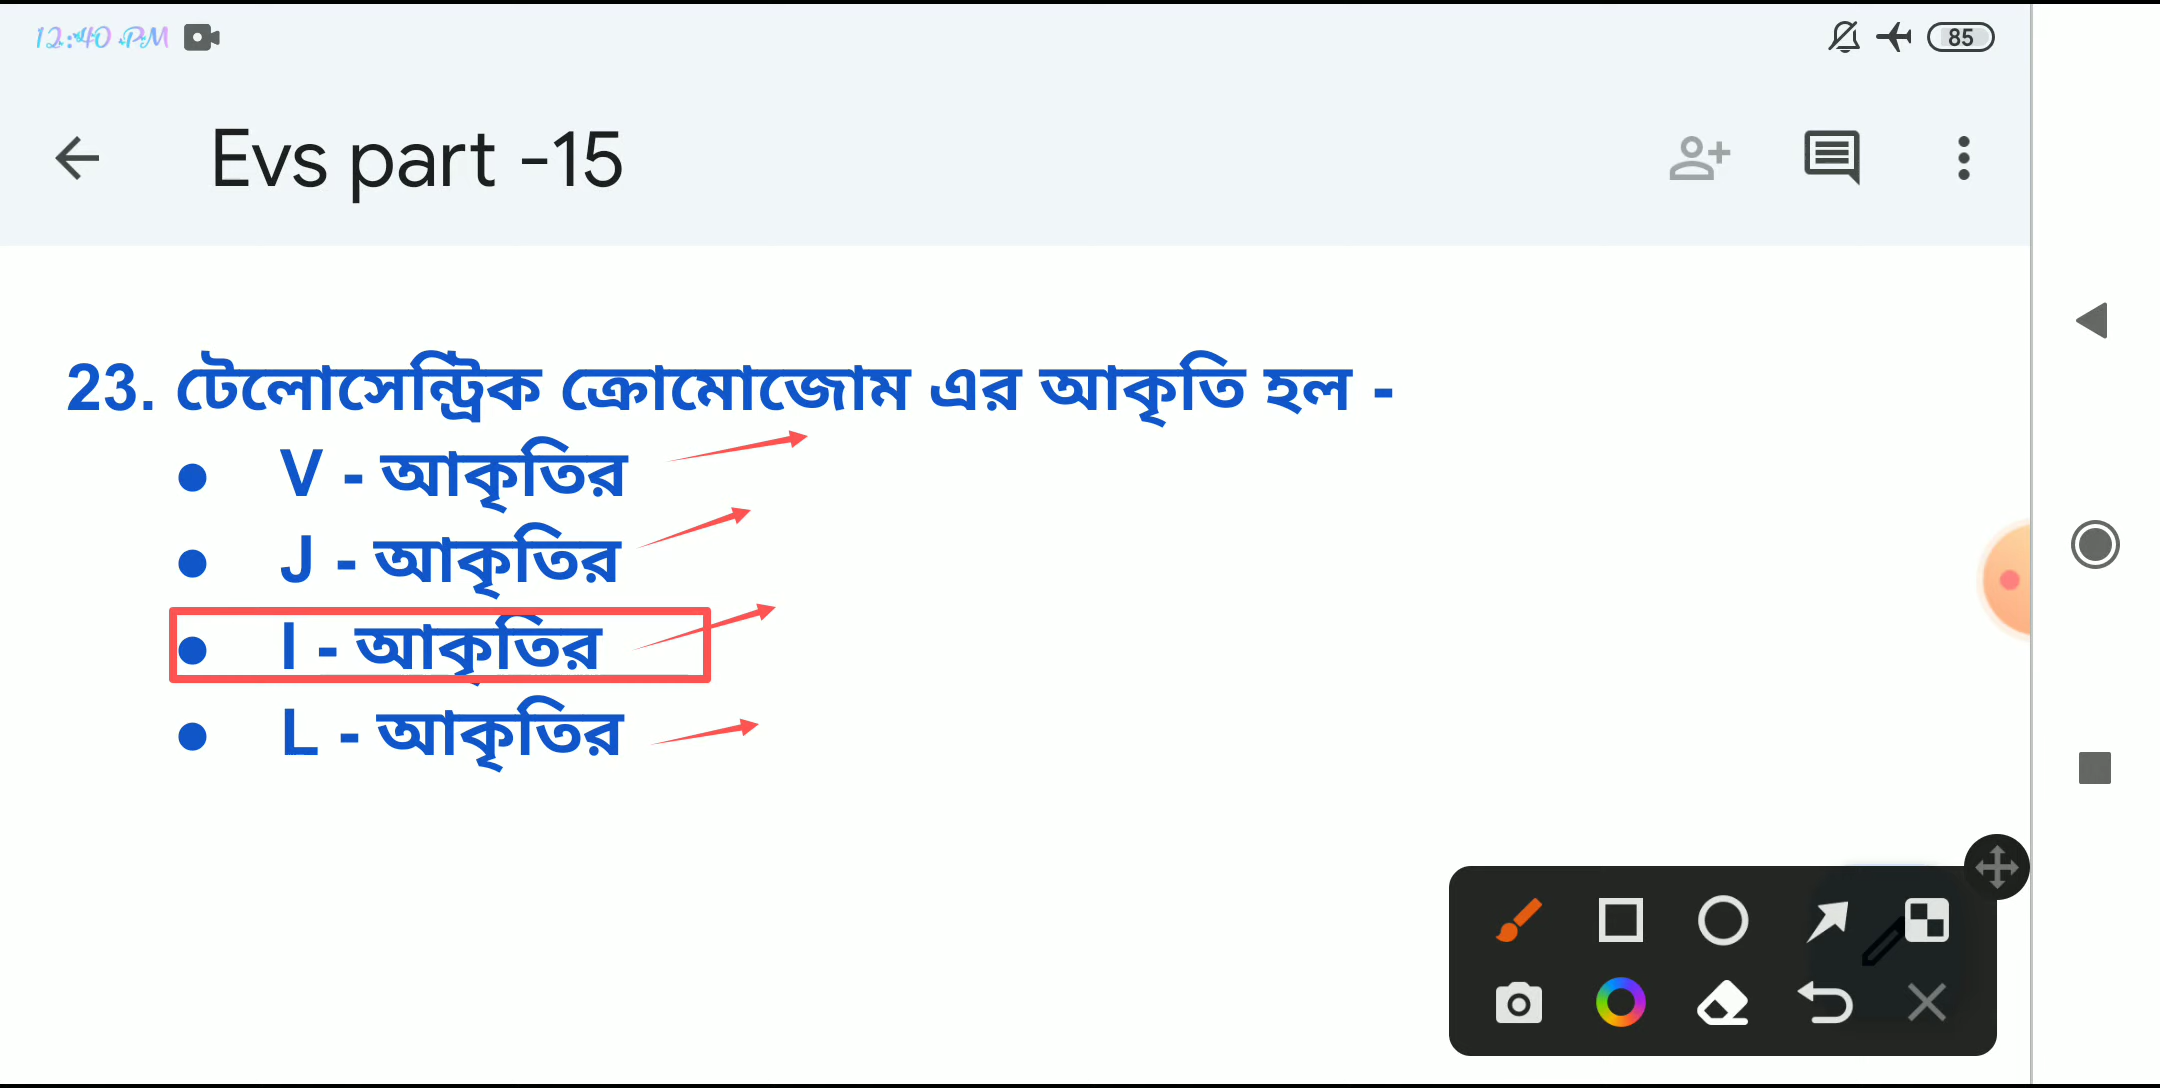 12:40 PM
85
Evs part -15
23. টেলোসেন্ট্রিক ক্রোমোজোম এর আকৃতি হল -
● V - আকৃতির
● J - আকৃতির
● I - আকৃতির
● L - আকৃতির